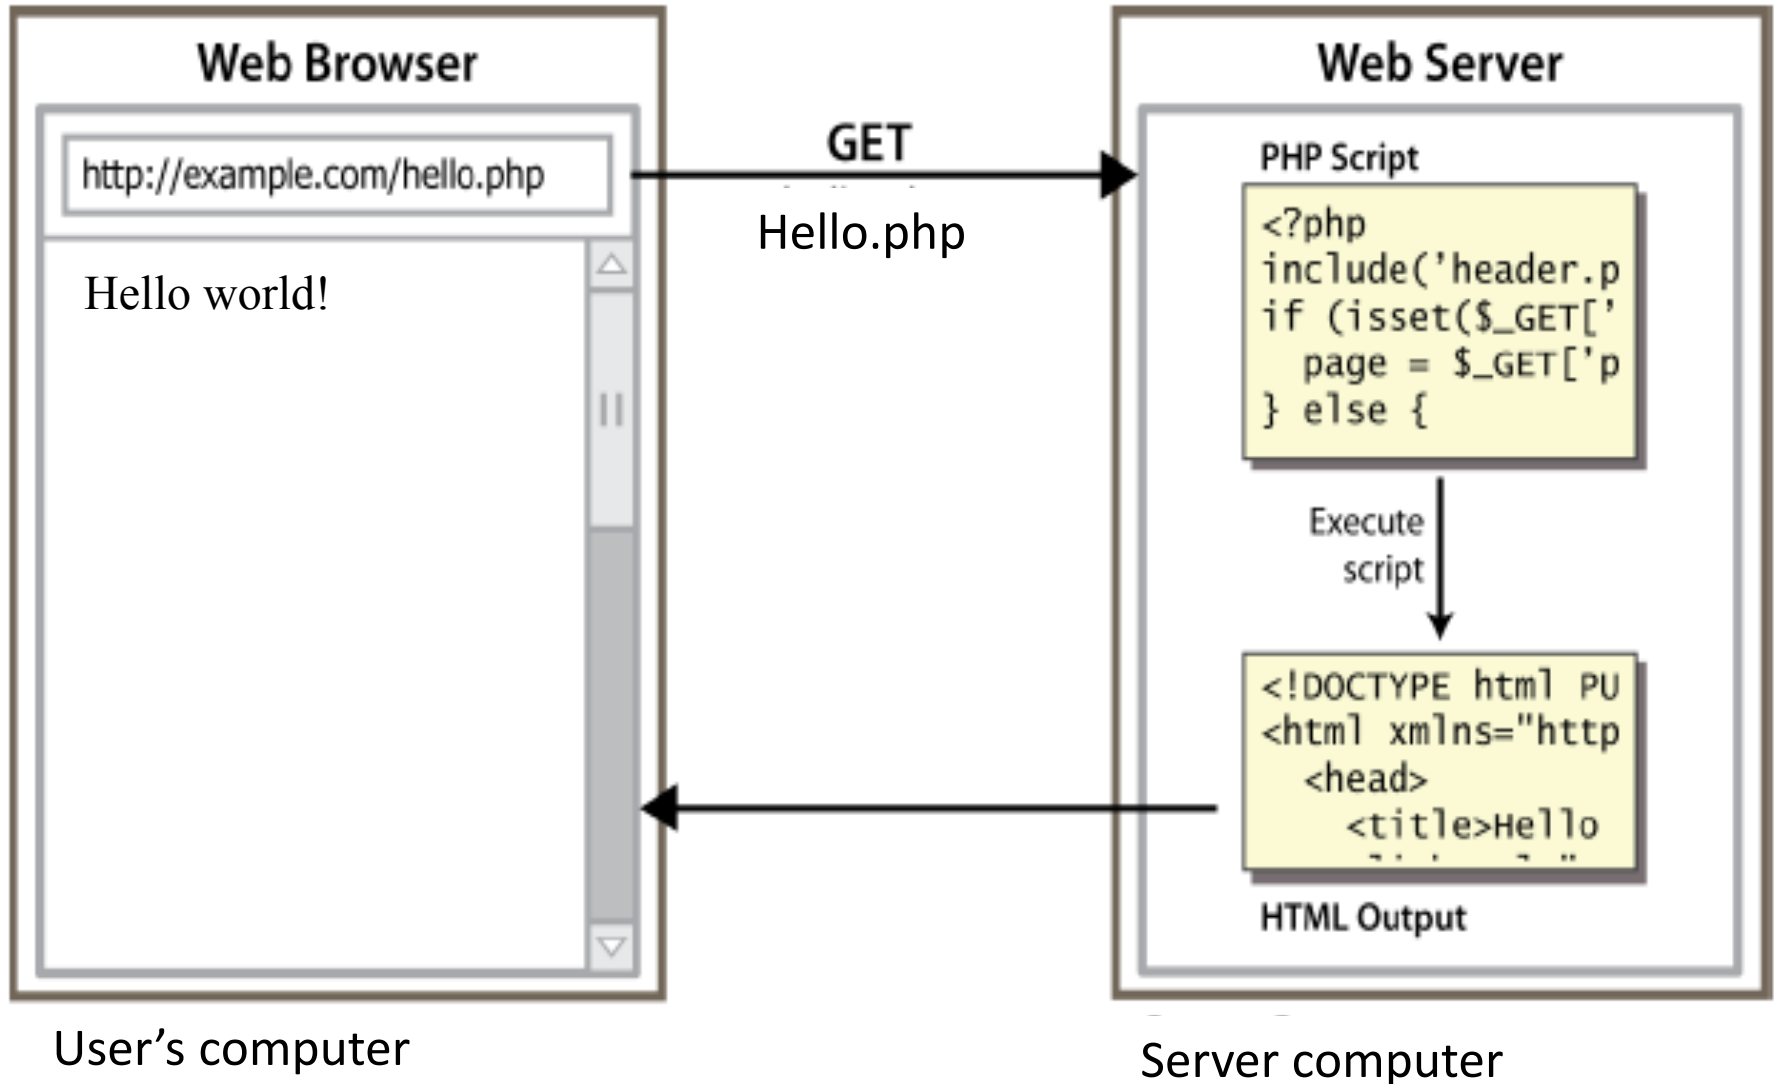 Web Browser
http://example.com/hello.php
Hello world!
GET
Hello.php
Web Server
PHP Script
<?php
include('header.p
if (isset($_GET['
  page = $_GET['p
} else {
Execute
script
<!DOCTYPE html PU
<html xmlns="http
  <head>
    <title>Hello
HTML Output
User's computer
Server computer